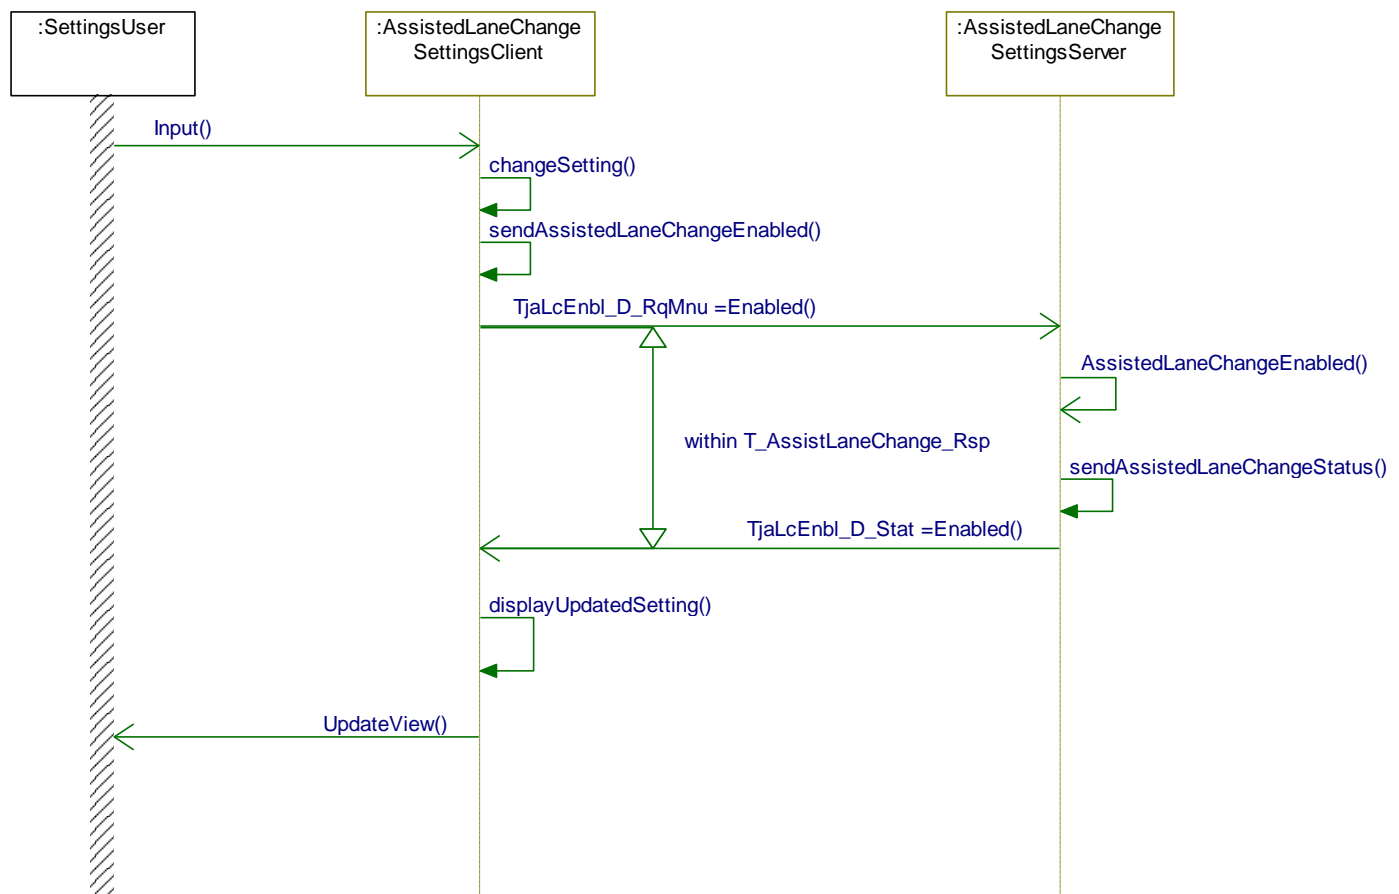 :SettingsUser
:AssistedLaneChange
SettingsClient
:AssistedLaneChange
SettingsServer
Input()
changeSetting()
sendAssistedLaneChangeEnabled()
TjaLcEnbl_D_RqMnu =Enabled()
AssistedLaneChangeEnabled()
within T_AssistLaneChange_Rsp
sendAssistedLaneChangeStatus()
TjaLcEnbl_D_Stat =Enabled()
displayUpdatedSetting()
UpdateView()